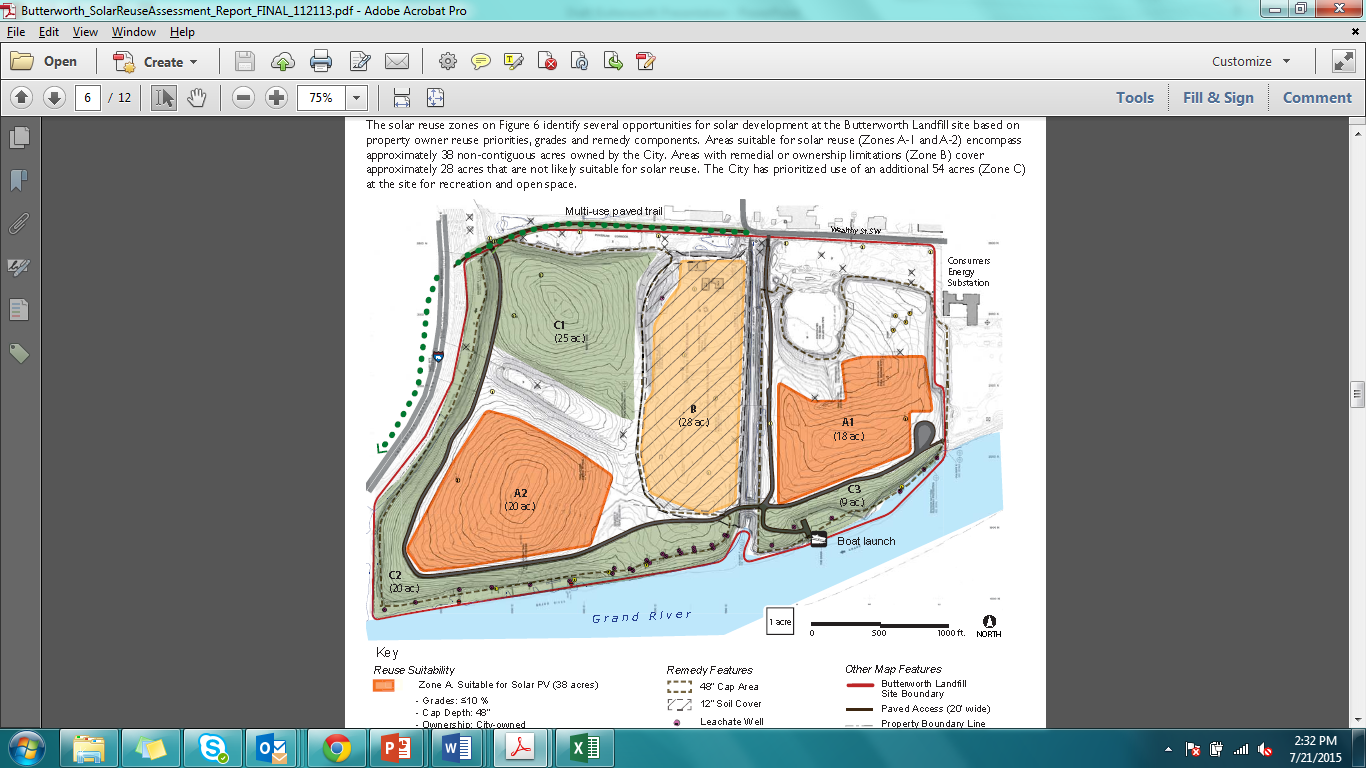 Butterworth_SolarReuseAssessment_Report_FINAL_112113.pdf - Adobe Acrobat Pro
File Edit View Window Help
Open Create Customize
6 / 12 75% Tools Fill & Sign Comment
The solar reuse zones on Figure 6 identify several opportunities for solar development at the Butterworth Landfill site based on
property owner reuse priorities, grades and remedy components. Areas suitable for solar reuse (Zones A-1 and A-2) encompass
approximately 38 non-contiguous acres owned by the City. Areas with remedial or ownership limitations (Zone B) cover
approximately 28 acres that are not likely suitable for solar reuse. The City has prioritized use of an additional 54 acres (Zone C)
at the site for recreation and open space.
Multi-use paved trail
Wealthy St. SW
Consumers
Energy
Substation
C1
(25 ac.)
B
(28 ac.)
A1
(18 ac.)
A2
(20 ac.)
C3
(9 ac.)
Boat launch
C2
(20 ac.)
Grand River
1 acre
0 500 1000 ft.
NORTH
Key
Reuse Suitability
Zone A. Suitable for Solar PV (38 acres)
- Grades: ≤10 %
- Cap Depth: 48"
- Ownership: City-owned
Remedy Features
48" Cap Area
12" Soil Cover
Leachate Well
Other Map Features
Butterworth Landfill
Site Boundary
Paved Access (20' wide)
Property Boundary Line
2:32 PM
7/21/2015